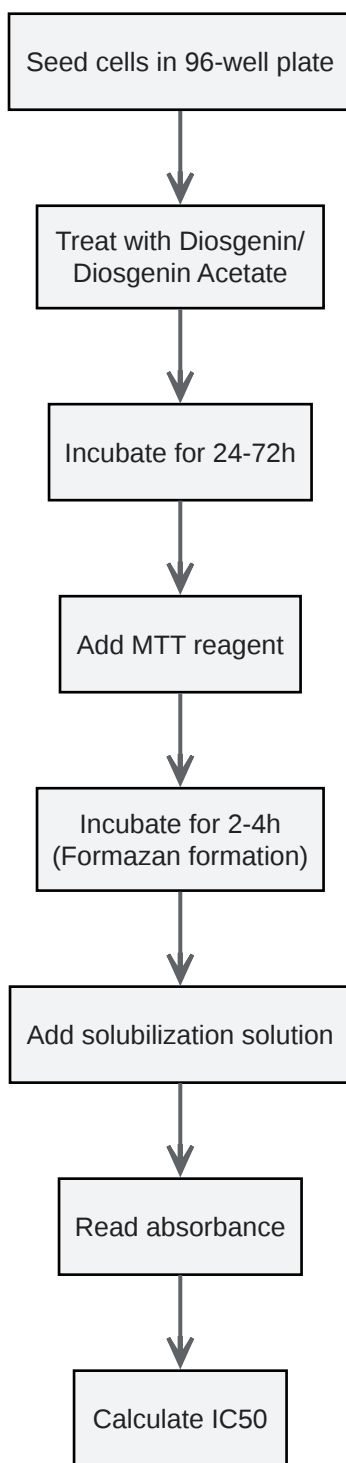 Seed cells in 96-well plate
Treat with Diosgenin/
Diosgenin Acetate
Incubate for 24-72h
Add MTT reagent
Incubate for 2-4h
(Formazan formation)
Add solubilization solution
Read absorbance
Calculate IC50